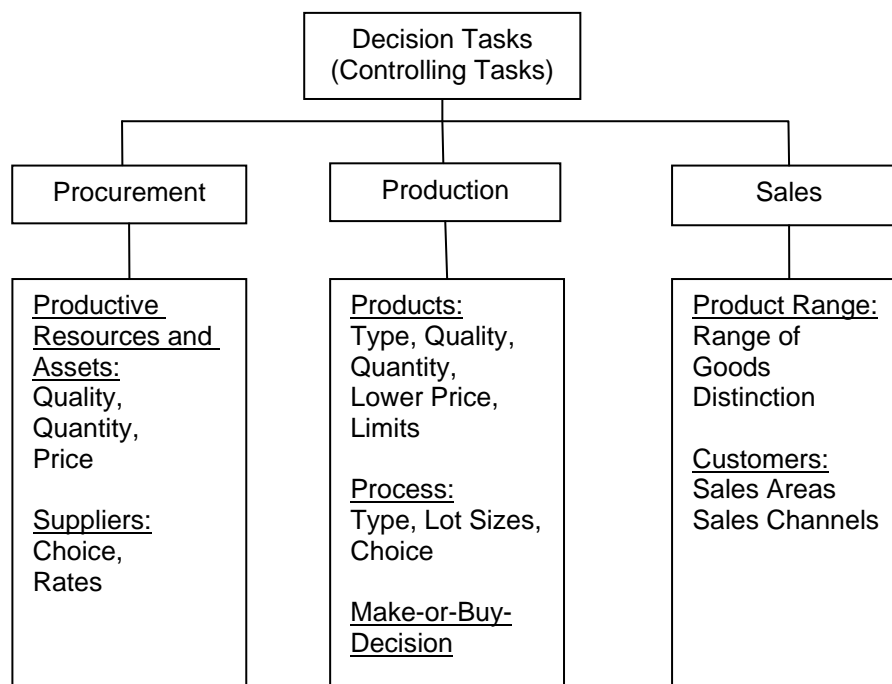 Decision Tasks
(Controlling Tasks)
Procurement
Production
Sales
Productive
Resources and
Assets:
Quality,
Quantity,
Price
Suppliers:
Choice,
Rates
Products:
Type, Quality,
Quantity,
Lower Price,
Limits
Process:
Type, Lot Sizes,
Choice
Make-or-Buy-
Decision
Product Range:
Range of
Goods
Distinction
Customers:
Sales Areas
Sales Channels